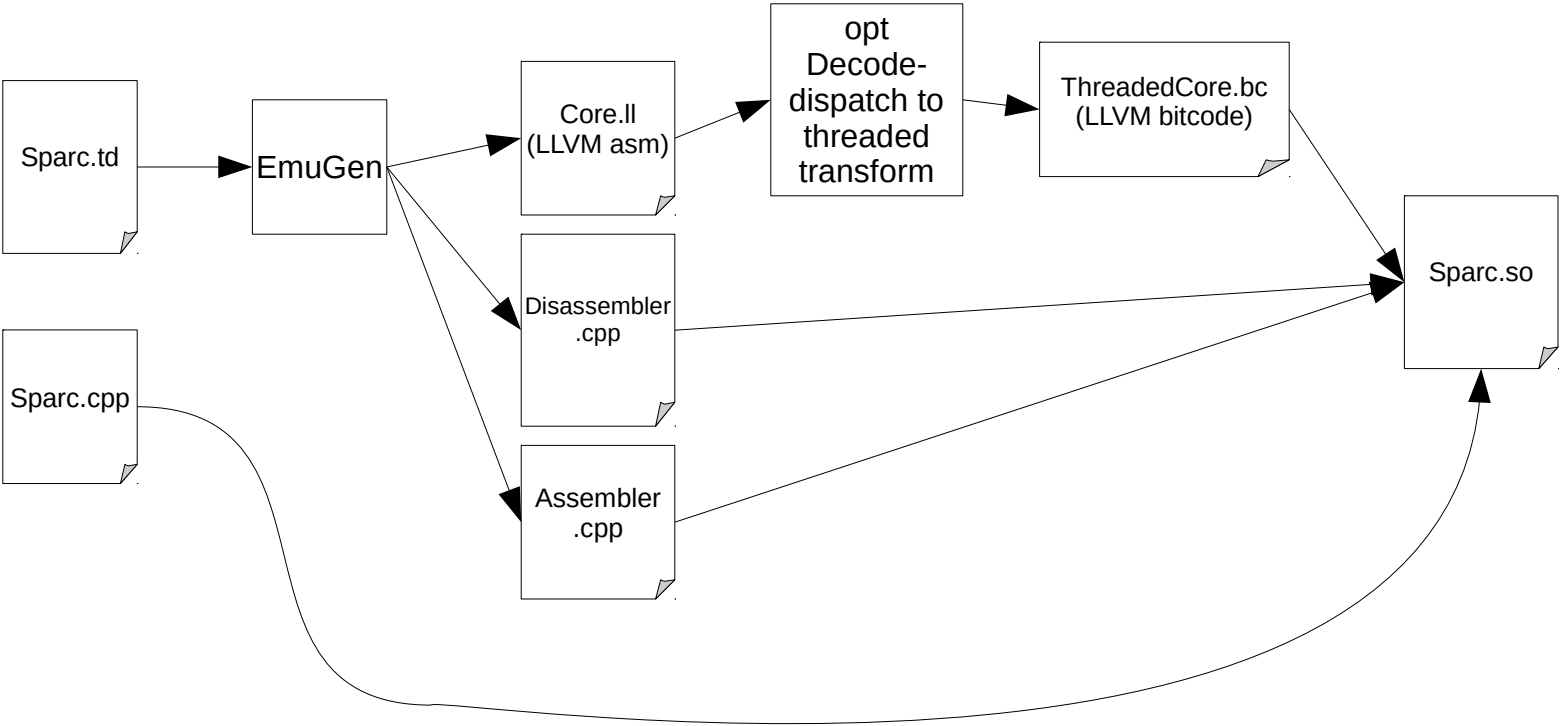 Sparc.td
EmuGen
Core.ll
(LLVM asm)
opt
Decode-
dispatch to
threaded
transform
ThreadedCore.bc
(LLVM bitcode)
Disassembler
.cpp
Assembler
.cpp
Sparc.cpp
Sparc.so